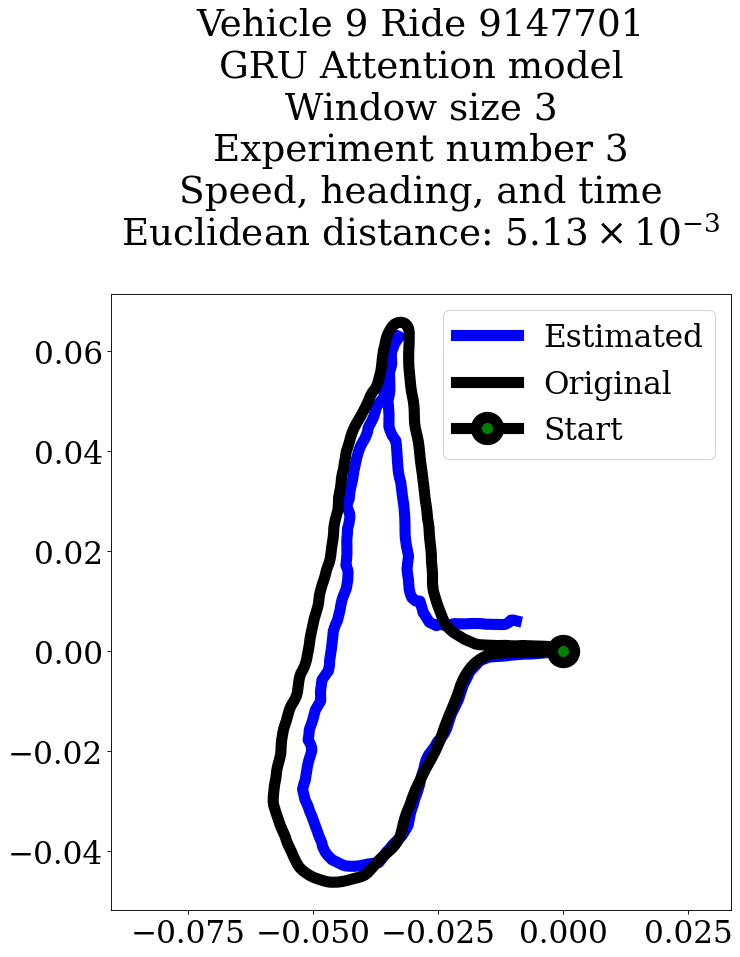 Vehicle 9 Ride 9147701
GRU Attention model
Window size 3
Experiment number 3
Speed, heading, and time
Euclidean distance: 5.13 × 10⁻³
Estimated
Original
Start
0.06
0.04
0.02
0.00
−0.02
−0.04
−0.075 −0.050 −0.025 0.000 0.025